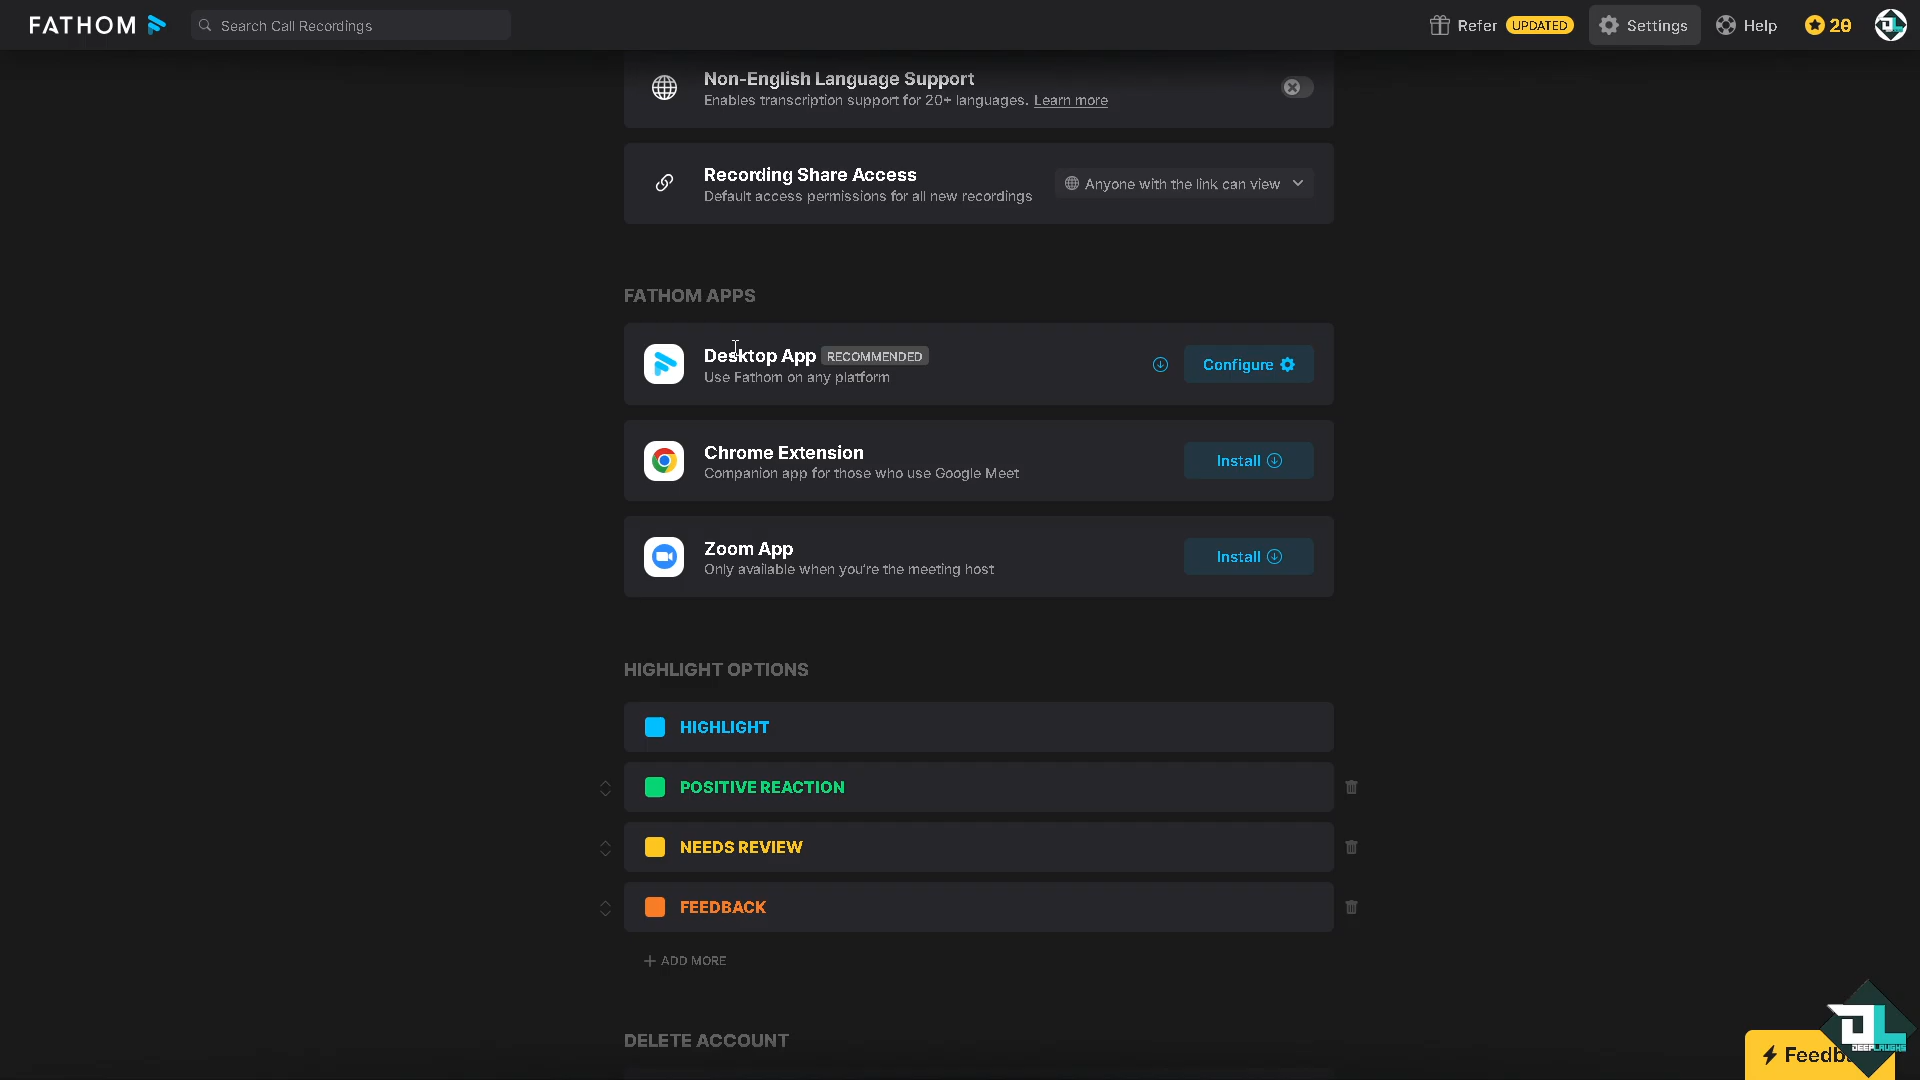 FATHOM
Search Call Recordings
Refer UPDATED
Settings
Help
20
Non-English Language Support
Enables transcription support for 20+ languages. Learn more
Recording Share Access
Default access permissions for all new recordings
Anyone with the link can view
FATHOM APPS
Desktop App RECOMMENDED
Use Fathom on any platform
Configure
Chrome Extension
Companion app for those who use Google Meet
Install
Zoom App
Only available when you're the meeting host
Install
HIGHLIGHT OPTIONS
HIGHLIGHT
POSITIVE REACTION
NEEDS REVIEW
FEEDBACK
ADD MORE
DELETE ACCOUNT
DL
DEEPLAUGHS